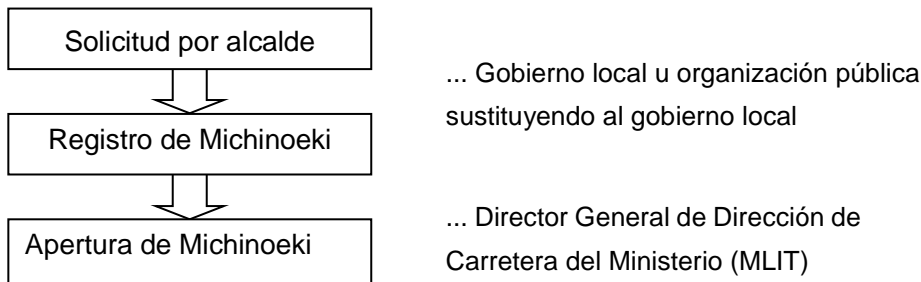 Solicitud por alcalde
... Gobierno local u organización pública
sustituyendo al gobierno local
Registro de Michinoeki
... Director General de Dirección de
Carretera del Ministerio (MLIT)
Apertura de Michinoeki